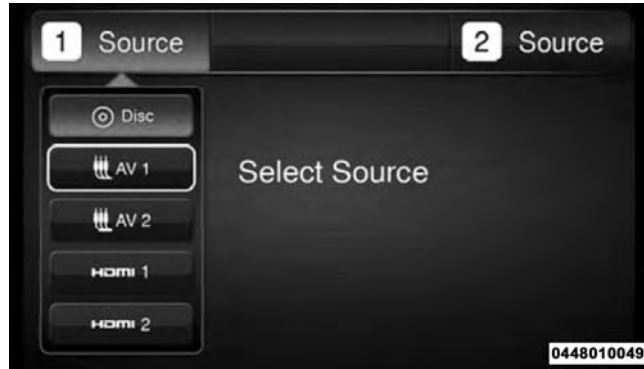 1 Source
2 Source
Disc
AV 1
Select Source
AV 2
HDMI 1
HDMI 2
0448010049